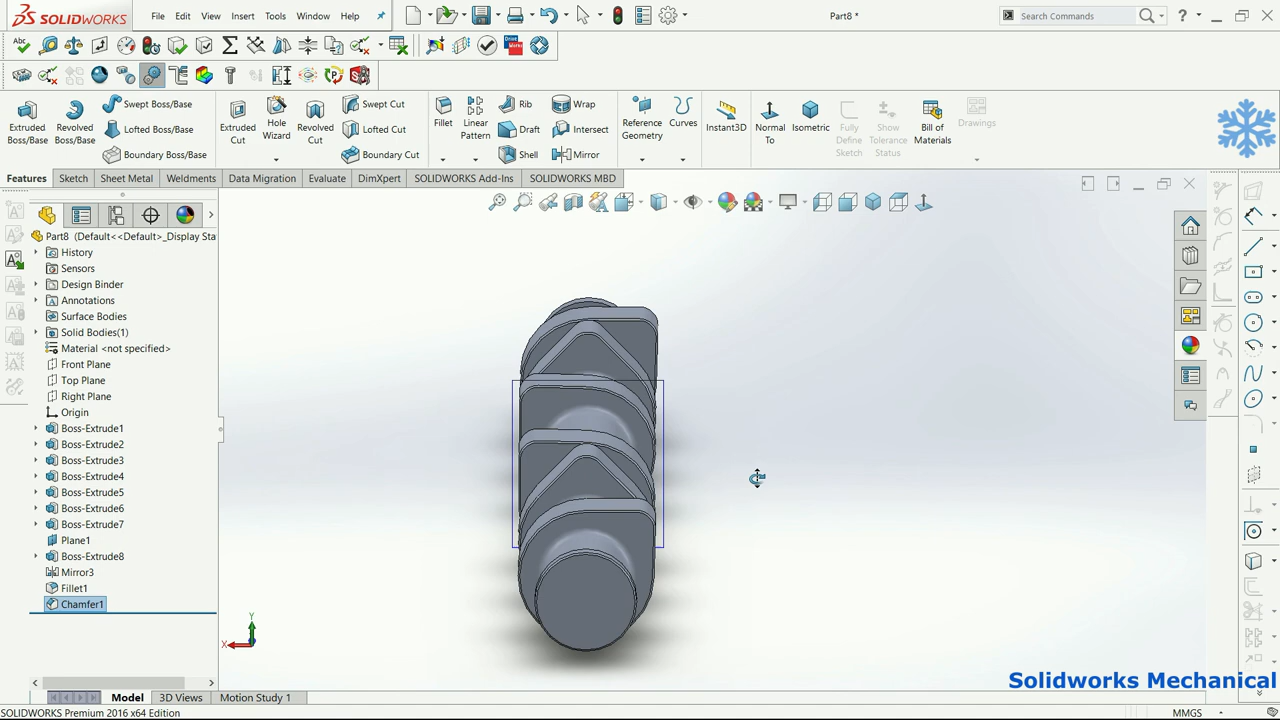 SOLIDWORKS
File Edit View Insert Tools Window Help
Part8 *
Search Commands
Extruded Boss/Base
Revolved Boss/Base
Swept Boss/Base
Lofted Boss/Base
Boundary Boss/Base
Extruded Cut
Hole Wizard
Revolved Cut
Swept Cut
Lofted Cut
Boundary Cut
Fillet
Linear Pattern
Rib
Draft
Shell
Wrap
Intersect
Mirror
Reference Geometry
Curves
Instant3D
Normal To
Isometric
Fully Define Sketch
Show Tolerance Status
Bill of Materials
Drawings
Features Sketch Sheet Metal Weldments Data Migration Evaluate DimXpert SOLIDWORKS Add-Ins SOLIDWORKS MBD
Part8 (Default<<Default>_Display Sta
History
Sensors
Design Binder
Annotations
Surface Bodies
Solid Bodies(1)
Material <not specified>
Front Plane
Top Plane
Right Plane
Origin
Boss-Extrude1
Boss-Extrude2
Boss-Extrude3
Boss-Extrude4
Boss-Extrude5
Boss-Extrude6
Boss-Extrude7
Plane1
Boss-Extrude8
Mirror3
Fillet1
Chamfer1
Y
X
Solidworks Mechanical
Model 3D Views Motion Study 1
SOLIDWORKS Premium 2016 x64 Edition
MMGS